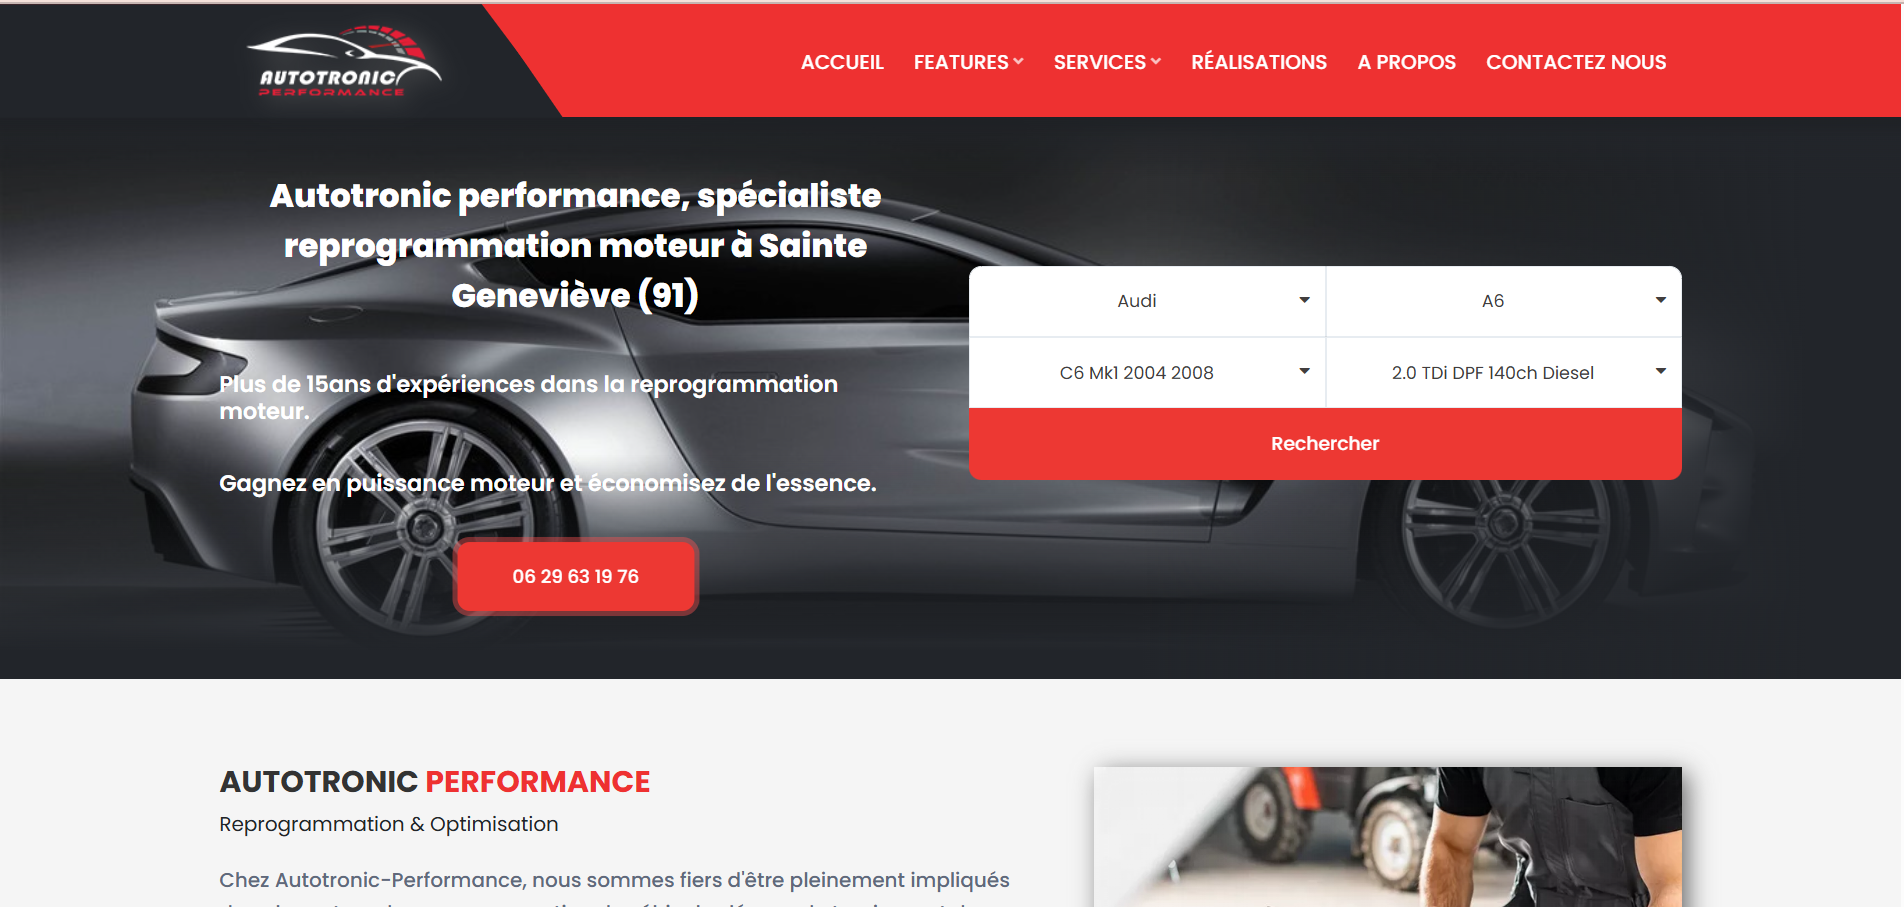 AUTOTRONIC
PERFORMANCE
ACCUEIL
FEATURES
SERVICES
RÉALISATIONS
A PROPOS
CONTACTEZ NOUS
Autotronic performance, spécialiste
reprogrammation moteur à Sainte
Geneviève (91)
Plus de 15ans d'expériences dans la reprogrammation
moteur.
Gagnez en puissance moteur et économisez de l'essence.
06 29 63 19 76
Audi
A6
C6 Mk1 2004 2008
2.0 TDi DPF 140ch Diesel
Rechercher
AUTOTRONIC PERFORMANCE
Reprogrammation & Optimisation
Chez Autotronic-Performance, nous sommes fiers d'être pleinement impliqués